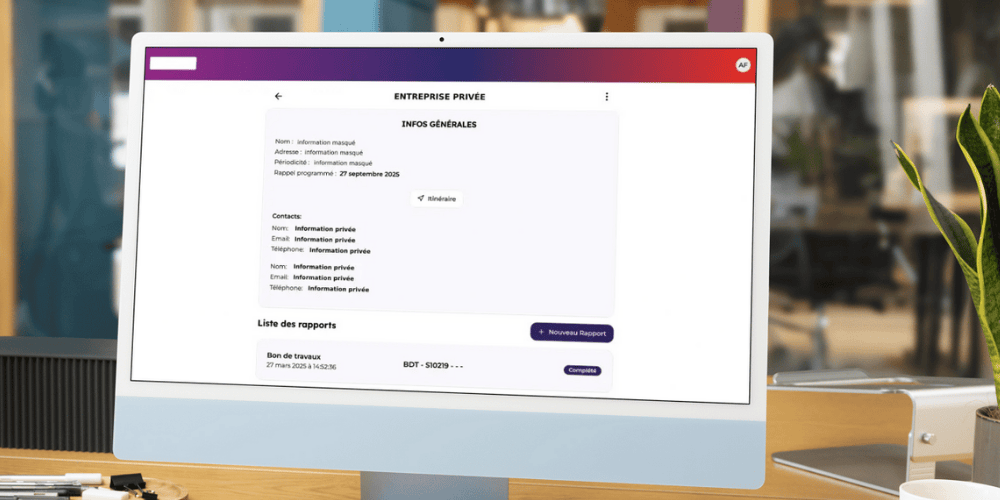 AF
ENTREPRISE PRIVÉE
INFOS GÉNÉRALES
Nom : Information masqué
Adresse : Information masqué
Périodicité : Information masqué
Rappel programmé : 27 septembre 2025
Itinéraire
Contacts:
Nom: Information privée
Email: Information privée
Téléphone: Information privée
Nom: Information privée
Email: Information privée
Téléphone: Information privée
Liste des rapports
+ Nouveau Rapport
Bon de travaux
27 mars 2025 à 14:52:36
BDT - S10219 - - -
Complété